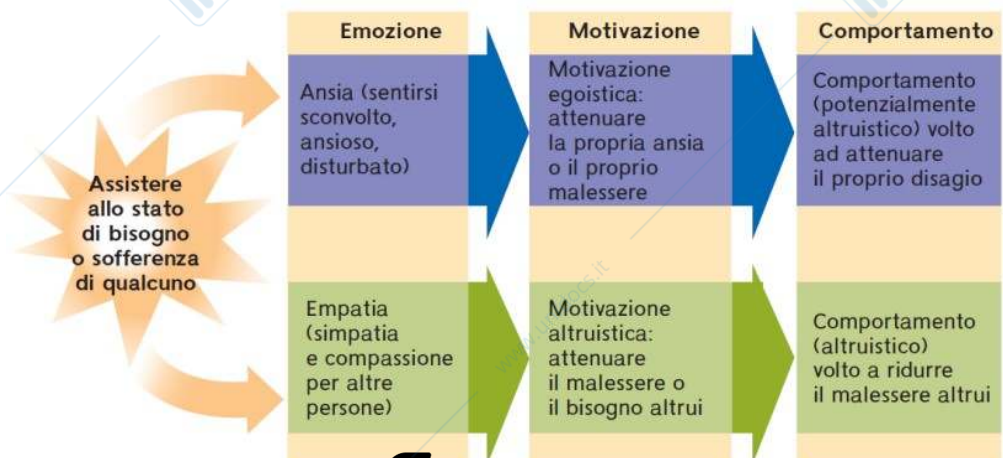 Emozione
Motivazione
Comportamento
Assistere
allo stato
di bisogno
o sofferenza
di qualcuno
Ansia (sentirsi
sconvolto,
ansioso,
disturbato)
Motivazione
egoistica:
attenuare
la propria ansia
o il proprio
malessere
Comportamento
(potenzialmente
altruistico) volto
ad attenuare
il proprio disagio
Empatia
(simpatia
e compassione
per altre
persone)
Motivazione
altruistica:
attenuare
il malessere o
il bisogno altrui
Comportamento
(altruistico)
volto a ridurre
il malessere altrui